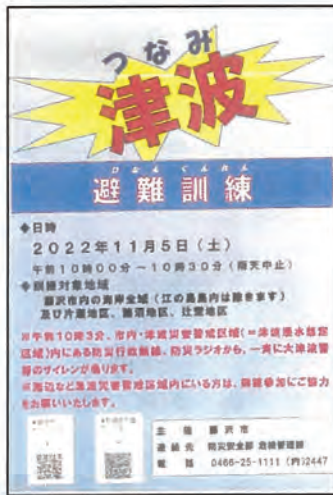 つなみ
津波
ひなんくんれん
避難訓練
◆日時
2022年11月5日(土)
午前10時00分~10時30分(雨天中止)
◆訓練対象地域
藤沢市内の海岸全域(江の島島内は除きます)
及び片瀬地区、鵠沼地区、辻堂地区
※午前10時3分、市内・津波災害警戒区域(=津波浸水想定
区域)内にある防災行政無線、防災ラジオから、一斉に大津波警
報のサイレンが鳴ります。
※海辺など津波災害警戒区域内にいる方は、訓練参加にご協力
をお願いいたします。
主催 藤沢市
連絡先 防災安全部 危機管理課
電話 0466-25-1111(内)2447